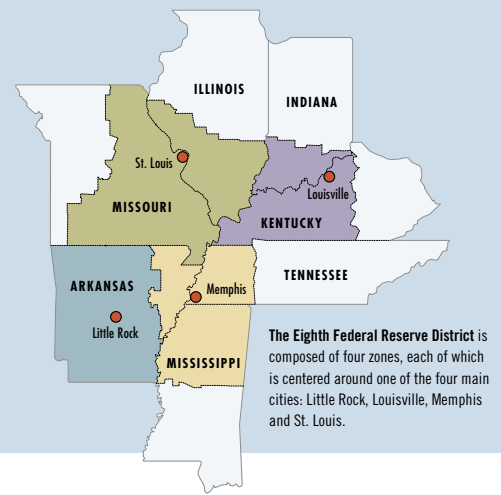 ILLINOIS
INDIANA
St. Louis
Louisville
MISSOURI
KENTUCKY
TENNESSEE
ARKANSAS
Memphis
Little Rock
MISSISSIPPI
The Eighth Federal Reserve District is
composed of four zones, each of which
is centered around one of the four main
cities: Little Rock, Louisville, Memphis
and St. Louis.